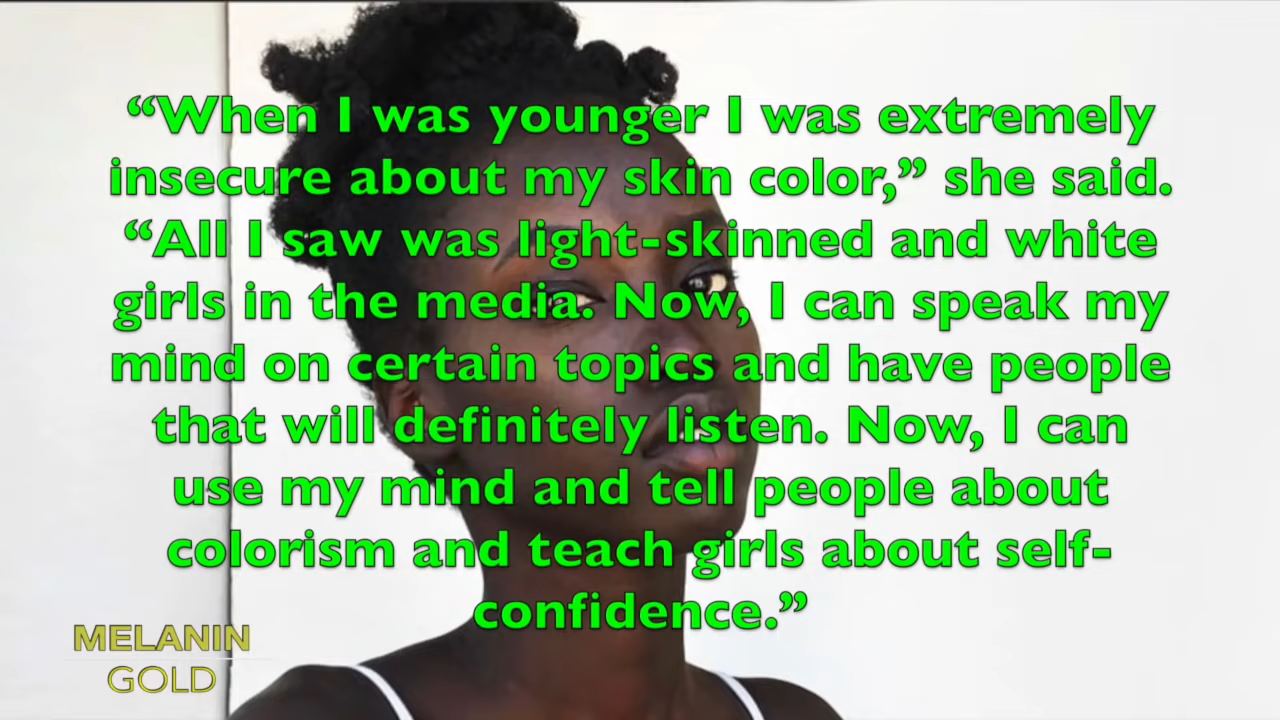 “When I was younger I was extremely
insecure about my skin color,” she said.
“All I saw was light-skinned and white
girls in the media. Now, I can speak my
mind on certain topics and have people
that will definitely listen. Now, I can
use my mind and tell people about
colorism and teach girls about self-
confidence.”
MELANIN
GOLD